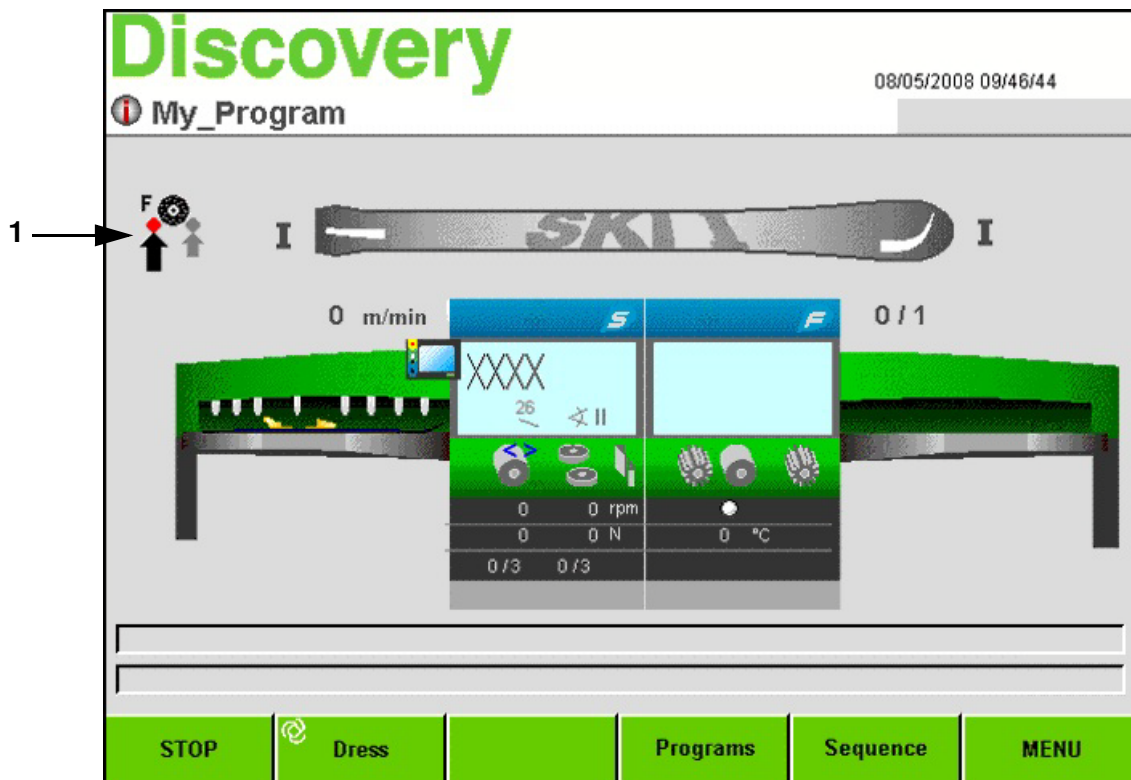 Discovery
08/05/2008 09/46/44
My_Program
F
1
I
SKI
I
0 m/min
0 / 1
S
F
XXXX
26
II
< >
0 0 rpm
0 0 N
0 °C
0/3 0/3
STOP
Dress
Programs
Sequence
MENU